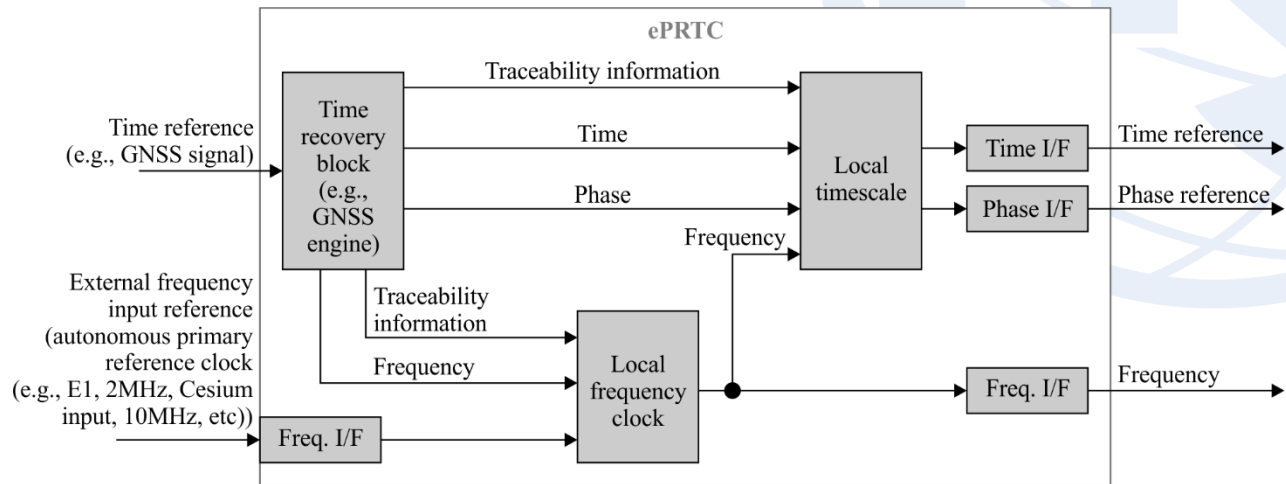 ePRTC
Traceability information
Time
recovery
block
(e.g.,
GNSS
engine)
Time reference
(e.g., GNSS signal)
Time
Phase
Frequency
Local
timescale
Time I/F
Time reference
Phase I/F
Phase reference
External frequency
input reference
(autonomous primary
reference clock
(e.g., E1, 2MHz, Cesium
input, 10MHz, etc))
Traceability
information
Frequency
Freq. I/F
Local
frequency
clock
Freq. I/F
Frequency